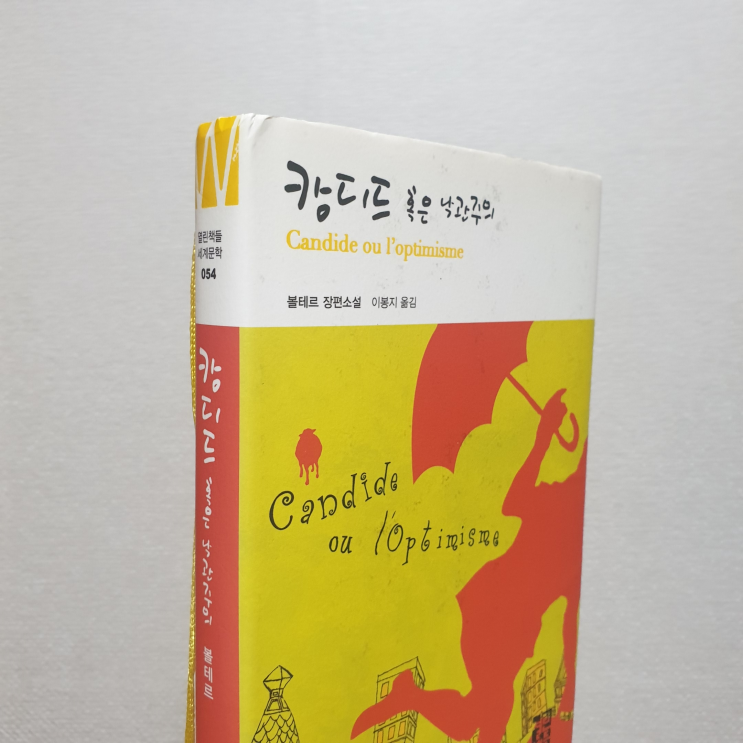 캉디드 혹은 낙관주의
Candide ou l'optimisme
볼테르 장편소설 이봉지 옮김
Candide
ou l'Optimisme
열린책들
세계문학
054
캉디드 혹은 낙관주의 볼테르